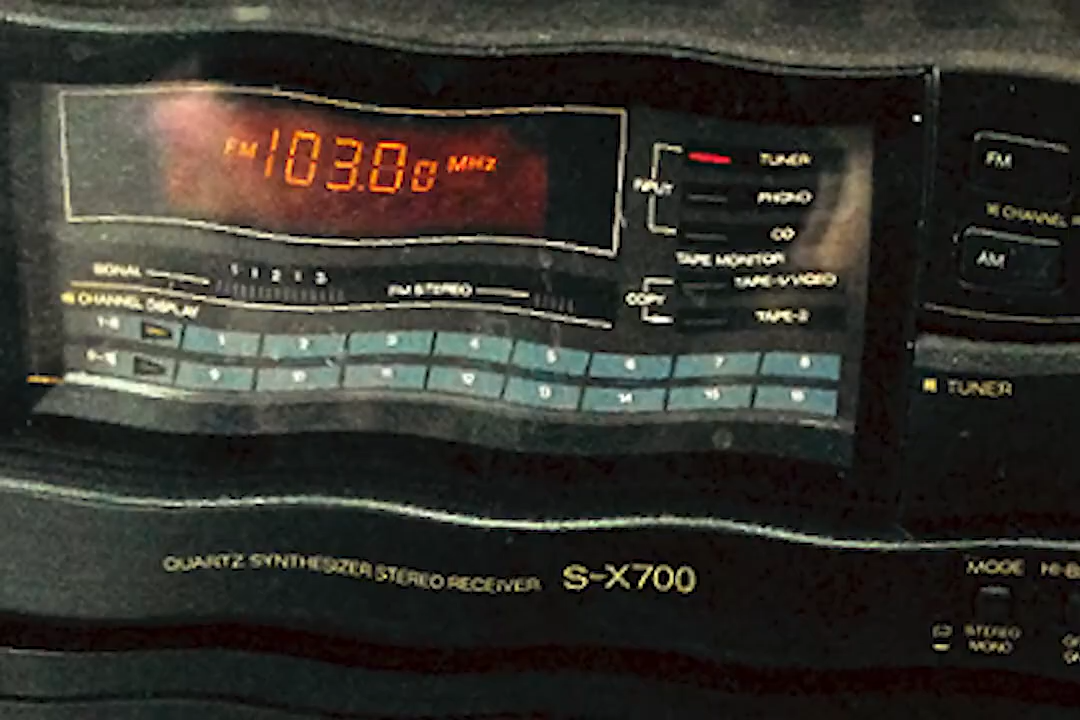 FM 103.00 MHz
INPUT
TUNER
PHONO
CD
TAPE MONITOR
COPY
TAPE-1/VIDEO
TAPE-2
SIGNAL
1 1 2 1 3
FM STEREO
CHANNEL DISPLAY
1-8
1 2 3 4 5 6 7 8
9-16
9 10 11 12 13 14 15 16
FM
CHANNEL
AM
TUNER
QUARTZ SYNTHESIZER STEREO RECEIVER S-X700
MODE
STEREO
MONO